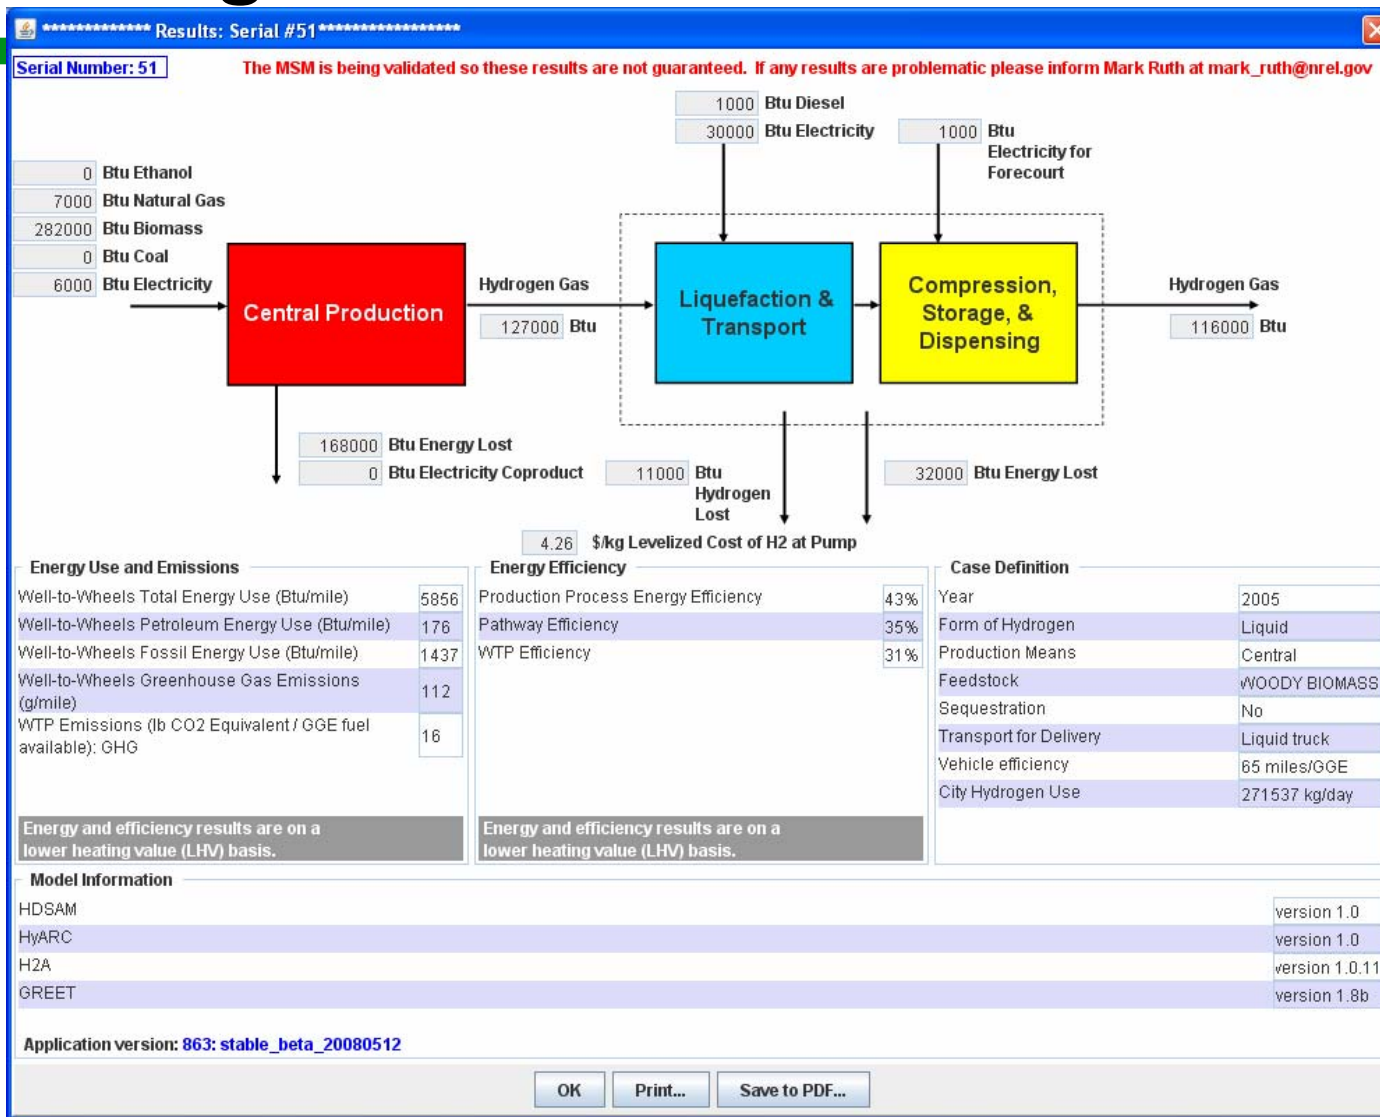 ************* Results: Serial #51*****************
Serial Number: 51
The MSM is being validated so these results are not guaranteed. If any results are problematic please inform Mark Ruth at mark_ruth@nrel.gov
1000 Btu Diesel
30000 Btu Electricity
1000 Btu
Electricity for
Forecourt
0 Btu Ethanol
7000 Btu Natural Gas
282000 Btu Biomass
0 Btu Coal
6000 Btu Electricity
Central Production
Hydrogen Gas
127000 Btu
Liquefaction &
Transport
Compression,
Storage, &
Dispensing
Hydrogen Gas
116000 Btu
168000 Btu Energy Lost
0 Btu Electricity Coproduct
11000 Btu
Hydrogen
Lost
32000 Btu Energy Lost
4.26 $/kg Levelized Cost of H2 at Pump
Energy Use and Emissions
Well-to-Wheels Total Energy Use (Btu/mile) 5856
Well-to-Wheels Petroleum Energy Use (Btu/mile) 176
Well-to-Wheels Fossil Energy Use (Btu/mile) 1437
Well-to-Wheels Greenhouse Gas Emissions
(g/mile) 112
WTP Emissions (lb CO2 Equivalent / GGE fuel
available): GHG 16
Energy and efficiency results are on a
lower heating value (LHV) basis.
Energy Efficiency
Production Process Energy Efficiency 43%
Pathway Efficiency 35%
WTP Efficiency 31%
Energy and efficiency results are on a
lower heating value (LHV) basis.
Case Definition
Year 2005
Form of Hydrogen Liquid
Production Means Central
Feedstock WOODY BIOMASS
Sequestration No
Transport for Delivery Liquid truck
Vehicle efficiency 65 miles/GGE
City Hydrogen Use 271537 kg/day
Model Information
HDSAM version 1.0
HyARC version 1.0
H2A version 1.0.11
GREET version 1.8b
Application version: 863: stable_beta_20080512
OK
Print...
Save to PDF...